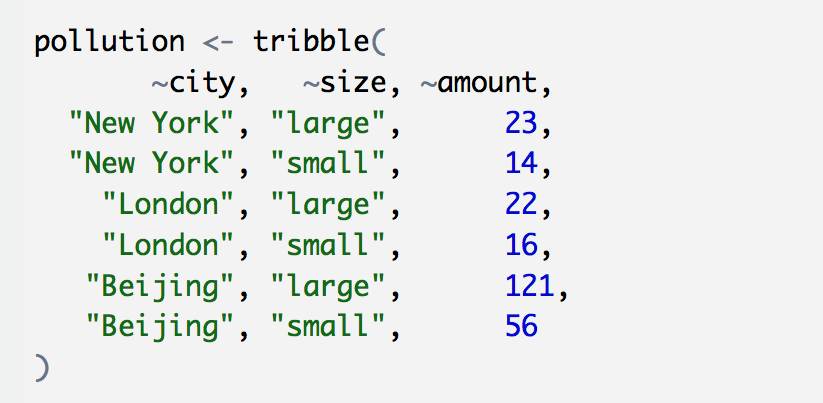 pollution <- tribble(
~city, ~size, ~amount,
"New York", "large", 23,
"New York", "small", 14,
"London", "large", 22,
"London", "small", 16,
"Beijing", "large", 121,
"Beijing", "small", 56
)